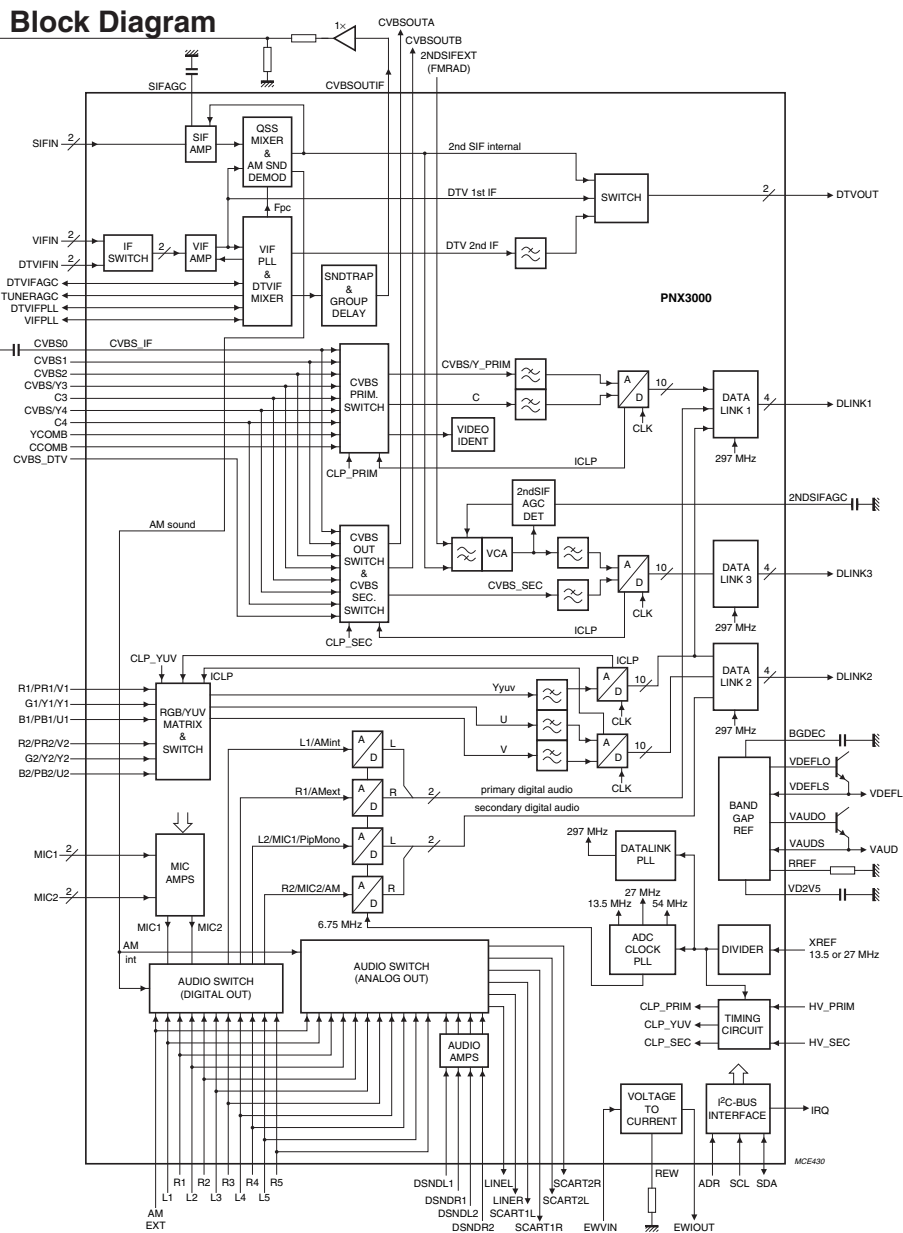 Block Diagram
1×
CVBSOUTA
CVBSOUTB
2NDSIFEXT
(FMRAD)
SIFAGC
CVBSOUTIF
SIFIN
2
SIF
AMP
QSS
MIXER
&
AM SND
DEMOD
2nd SIF internal
DTV 1st IF
SWITCH
2
DTVOUT
Fpc
VIFIN
2
DTVIFIN
2
IF
SWITCH
2
VIF
AMP
VIF
PLL
&
DTVIF
MIXER
DTV 2nd IF
DTVIFAGC
TUNERAGC
DTVIFPLL
VIFPLL
SNDTRAP
&
GROUP
DELAY
PNX3000
CVBS0
CVBS_IF
CVBS1
CVBS2
CVBS/Y3
C3
CVBS/Y4
C4
YCOMB
CCOMB
CVBS_DTV
CVBS
PRIM.
SWITCH
CLP_PRIM
CVBS/Y_PRIM
C
VIDEO
IDENT
A
D
CLK
ICLP
10
DATA
LINK 1
297 MHz
4
DLINK1
2NDSIFAGC
2ndSIF
AGC
DET
AM sound
CVBS
OUT
SWITCH
&
CVBS
SEC.
SWITCH
CLP_SEC
VCA
CVBS_SEC
A
D
CLK
ICLP
10
DATA
LINK 3
297 MHz
4
DLINK3
CLP_YUV
ICLP
R1/PR1/V1
G1/Y1/Y1
B1/PB1/U1
R2/PR2/V2
G2/Y2/Y2
B2/PB2/U2
RGB/YUV
MATRIX
&
SWITCH
Yyuv
U
V
ICLP
A
D
CLK
10
A
D
CLK
10
DATA
LINK 2
297 MHz
4
DLINK2
L1/AMint
A
D
L
R1/AMext
A
D
R
2
primary digital audio
secondary digital audio
L2/MIC1/PipMono
A
D
L
2
R2/MIC2/AM
A
D
R
6.75 MHz
BGDEC
VDEFLO
VDEFLS
VDEFL
BAND
GAP
REF
VAUDO
VAUDS
VAUD
RREF
VD2V5
MIC1
2
MIC2
2
MIC
AMPS
MIC1
MIC2
297 MHz
DATALINK
PLL
27 MHz
13.5 MHz
54 MHz
ADC
CLOCK
PLL
DIVIDER
XREF
13.5 or 27 MHz
AM
int
AUDIO SWITCH
(DIGITAL OUT)
AUDIO SWITCH
(ANALOG OUT)
CLP_PRIM
CLP_YUV
CLP_SEC
TIMING
CIRCUIT
HV_PRIM
HV_SEC
AUDIO
AMPS
VOLTAGE
TO
CURRENT
I2C-BUS
INTERFACE
IRQ
MCE430
AM
EXT
L1
R1
L2
R2
L3
R3
L4
R4
L5
R5
DSNDL1
DSNDR1
DSNDL2
DSNDR2
LINEL
LINER
SCART1L
SCART1R
SCART2L
SCART2R
EWVIN
REW
EWIOUT
ADR
SCL
SDA